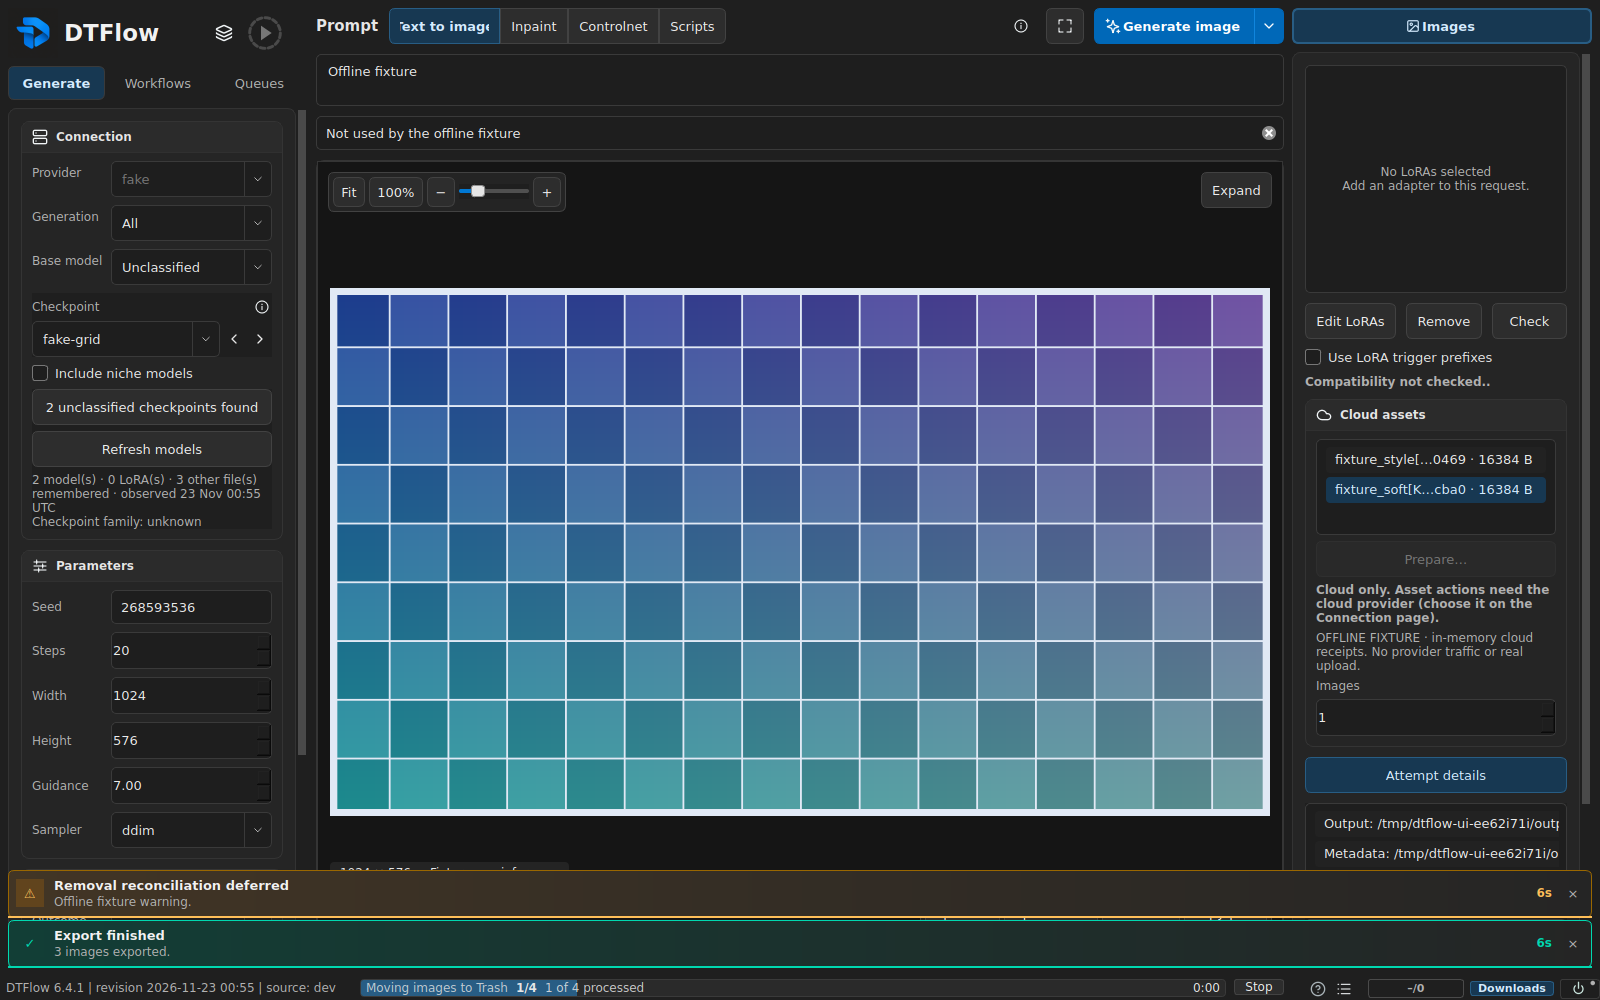 DTFlow
Generate
Workflows
Queues
Connection
Provider
fake
Generation
All
Base model
Unclassified
Checkpoint
fake-grid
Include niche models
2 unclassified checkpoints found
Refresh models
2 model(s) · 0 LoRA(s) · 3 other file(s)
remembered · observed 23 Nov 00:55
UTC
Checkpoint family: unknown
Parameters
Seed
268593536
Steps
20
Width
1024
Height
576
Guidance
7.00
Sampler
ddim
Prompt
Text to image
Inpaint
Controlnet
Scripts
Generate image
Offline fixture
Not used by the offline fixture
Fit
100%
−
+
Expand
Images
No LoRAs selected
Add an adapter to this request.
Edit LoRAs
Remove
Check
Use LoRA trigger prefixes
Compatibility not checked..
Cloud assets
fixture_style[...0469 · 16384 B
fixture_soft[K...cba0 · 16384 B
Prepare...
Cloud only. Asset actions need the
cloud provider (choose it on the
Connection page).
OFFLINE FIXTURE · in-memory cloud
receipts. No provider traffic or real
upload.
Images
1
Attempt details
Output: /tmp/dtflow-ui-ee62i71i/outp
Metadata: /tmp/dtflow-ui-ee62i71i/o
Removal reconciliation deferred
Offline fixture warning.
6s
×
Export finished
3 images exported.
6s
×
DTFlow 6.4.1 | revision 2026-11-23 00:55 | source: dev
Moving images to Trash 1/4 1 of 4 processed
0:00
Stop
–/0
Downloads